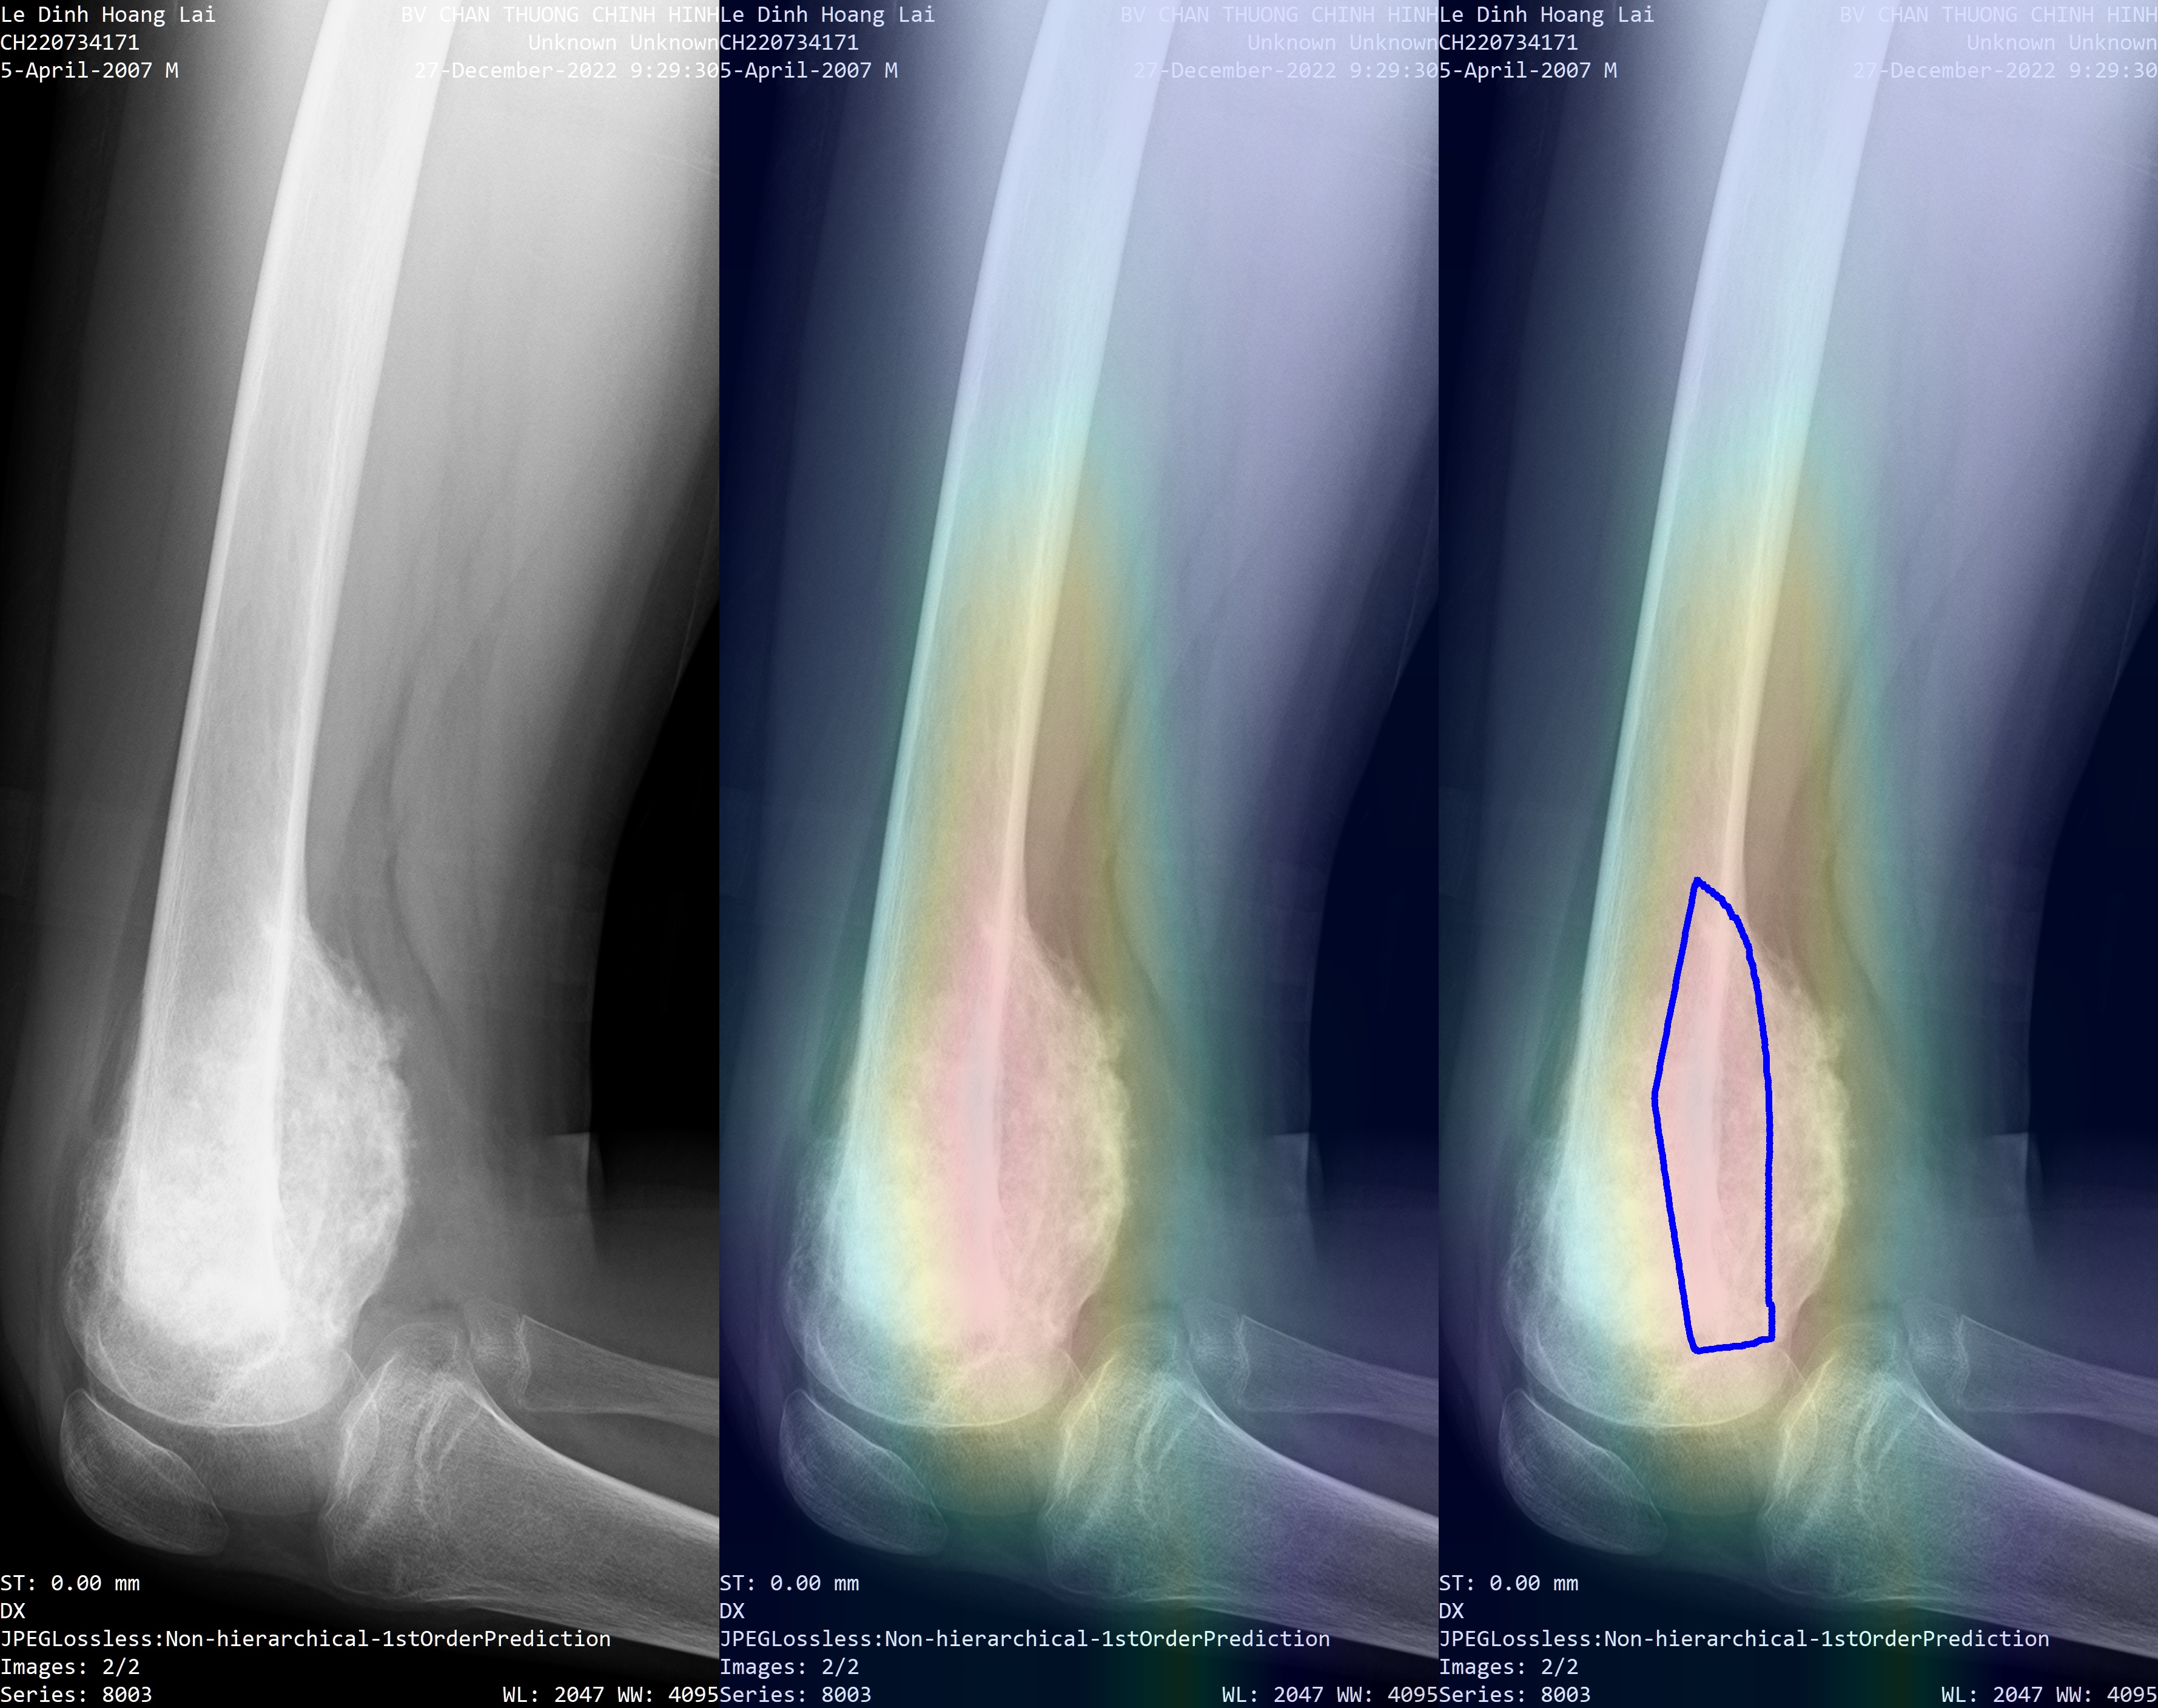 Le Dinh Hoang Lai
CH220734171
5-April-2007 M
BV CHAN THUONG CHINH HINH
Unknown Unknown
27-December-2022 9:29:30
ST: 0.00 mm
DX
JPEGLossless:Non-hierarchical-1stOrderPrediction
Images: 2/2
Series: 8003
WL: 2047 WW: 4095
Le Dinh Hoang Lai
CH220734171
5-April-2007 M
BV CHAN THUONG CHINH HINH
Unknown Unknown
27-December-2022 9:29:30
ST: 0.00 mm
DX
JPEGLossless:Non-hierarchical-1stOrderPrediction
Images: 2/2
Series: 8003
WL: 2047 WW: 4095
Le Dinh Hoang Lai
CH220734171
5-April-2007 M
BV CHAN THUONG CHINH HINH
Unknown Unknown
27-December-2022 9:29:30
ST: 0.00 mm
DX
JPEGLossless:Non-hierarchical-1stOrderPrediction
Images: 2/2
Series: 8003
WL: 2047 WW: 4095